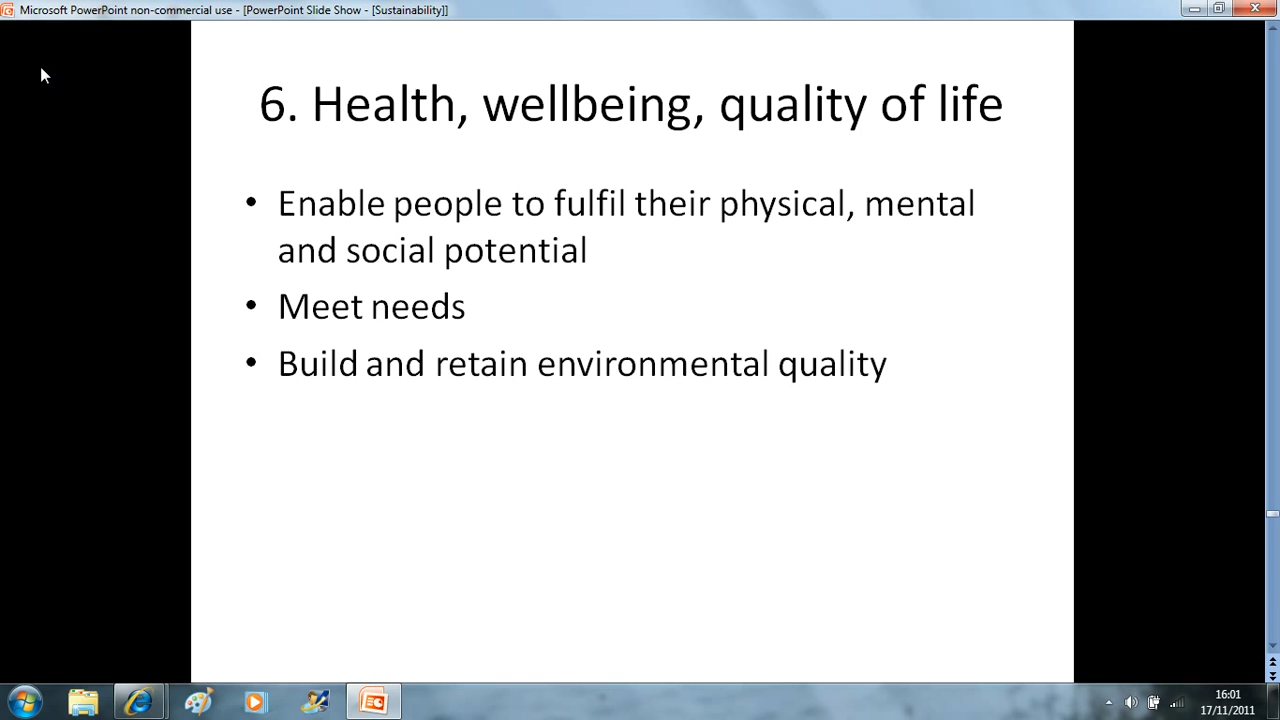 Microsoft PowerPoint non-commercial use - [PowerPoint Slide Show - [Sustainability]]
6. Health, wellbeing, quality of life
• Enable people to fulfil their physical, mental
and social potential
• Meet needs
• Build and retain environmental quality
16:01
17/11/2011